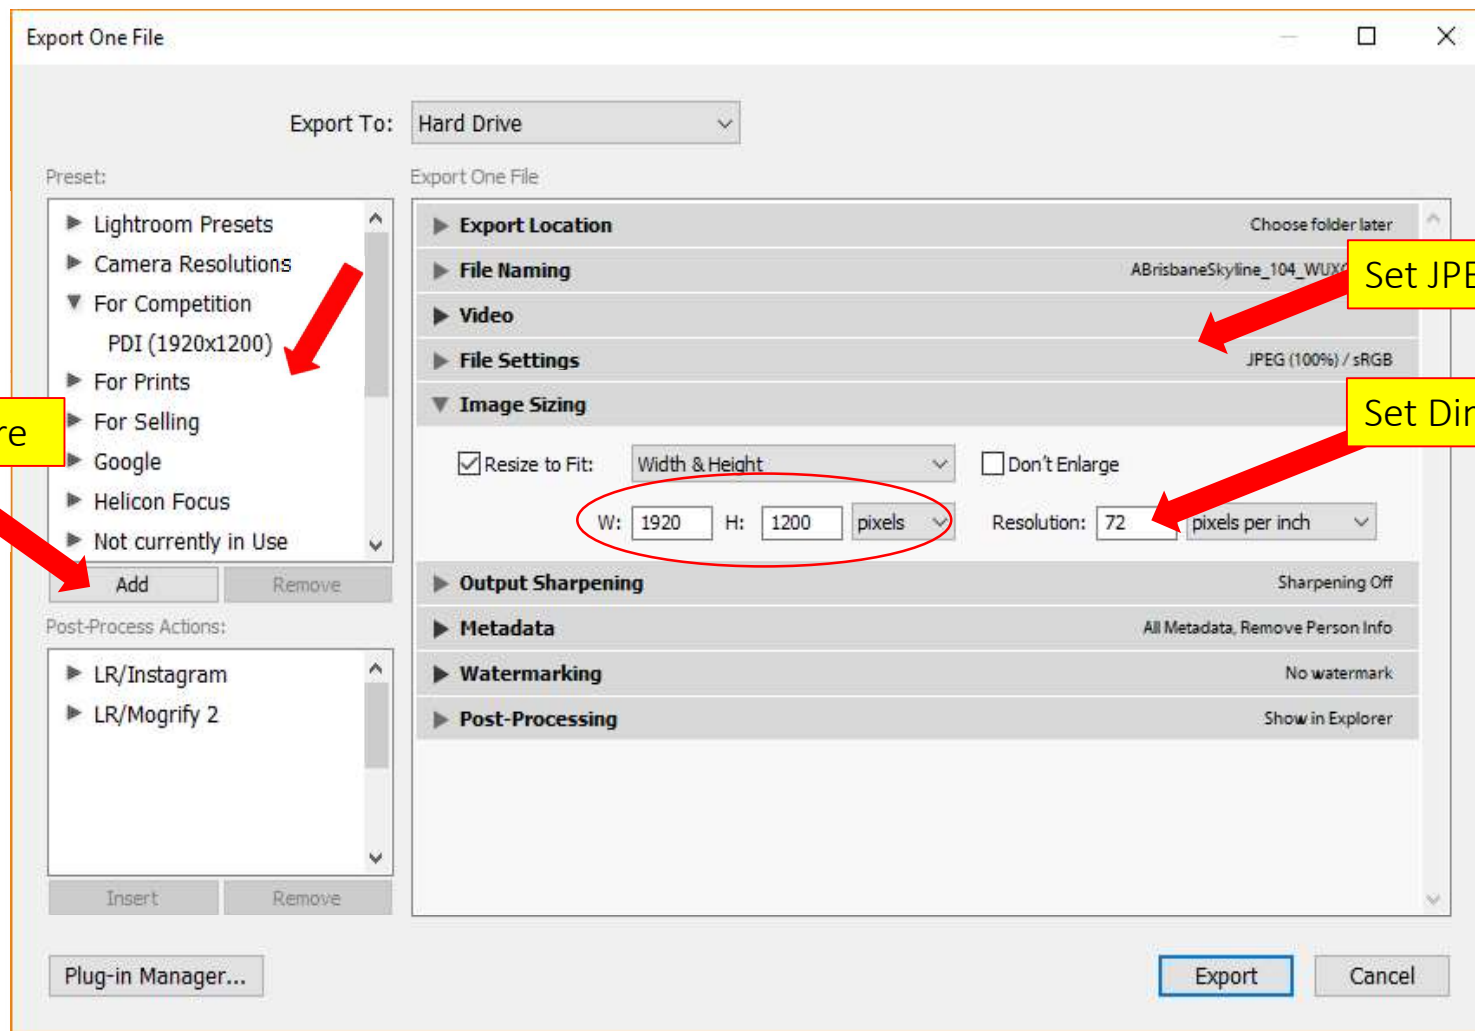 Export One File
Export To: Hard Drive
Preset:
Lightroom Presets
Camera Resolutions
For Competition
PDI (1920x1200)
For Prints
For Selling
Google
Helicon Focus
Not currently in Use
Add Remove
Post-Process Actions:
LR/Instagram
LR/Mogrify 2
Insert Remove
Plug-in Manager...
Export One File
Export Location Choose folder later
File Naming ABrisbaneSkyline_104_WUX
Video
File Settings JPEG (100%) / sRGB
Image Sizing
Resize to Fit: Width & Height Don't Enlarge
W: 1920 H: 1200 pixels Resolution: 72 pixels per inch
Output Sharpening Sharpening Off
Metadata All Metadata, Remove Person Info
Watermarking No watermark
Post-Processing Show in Explorer
Export Cancel
Set JPE
Set Dir
re